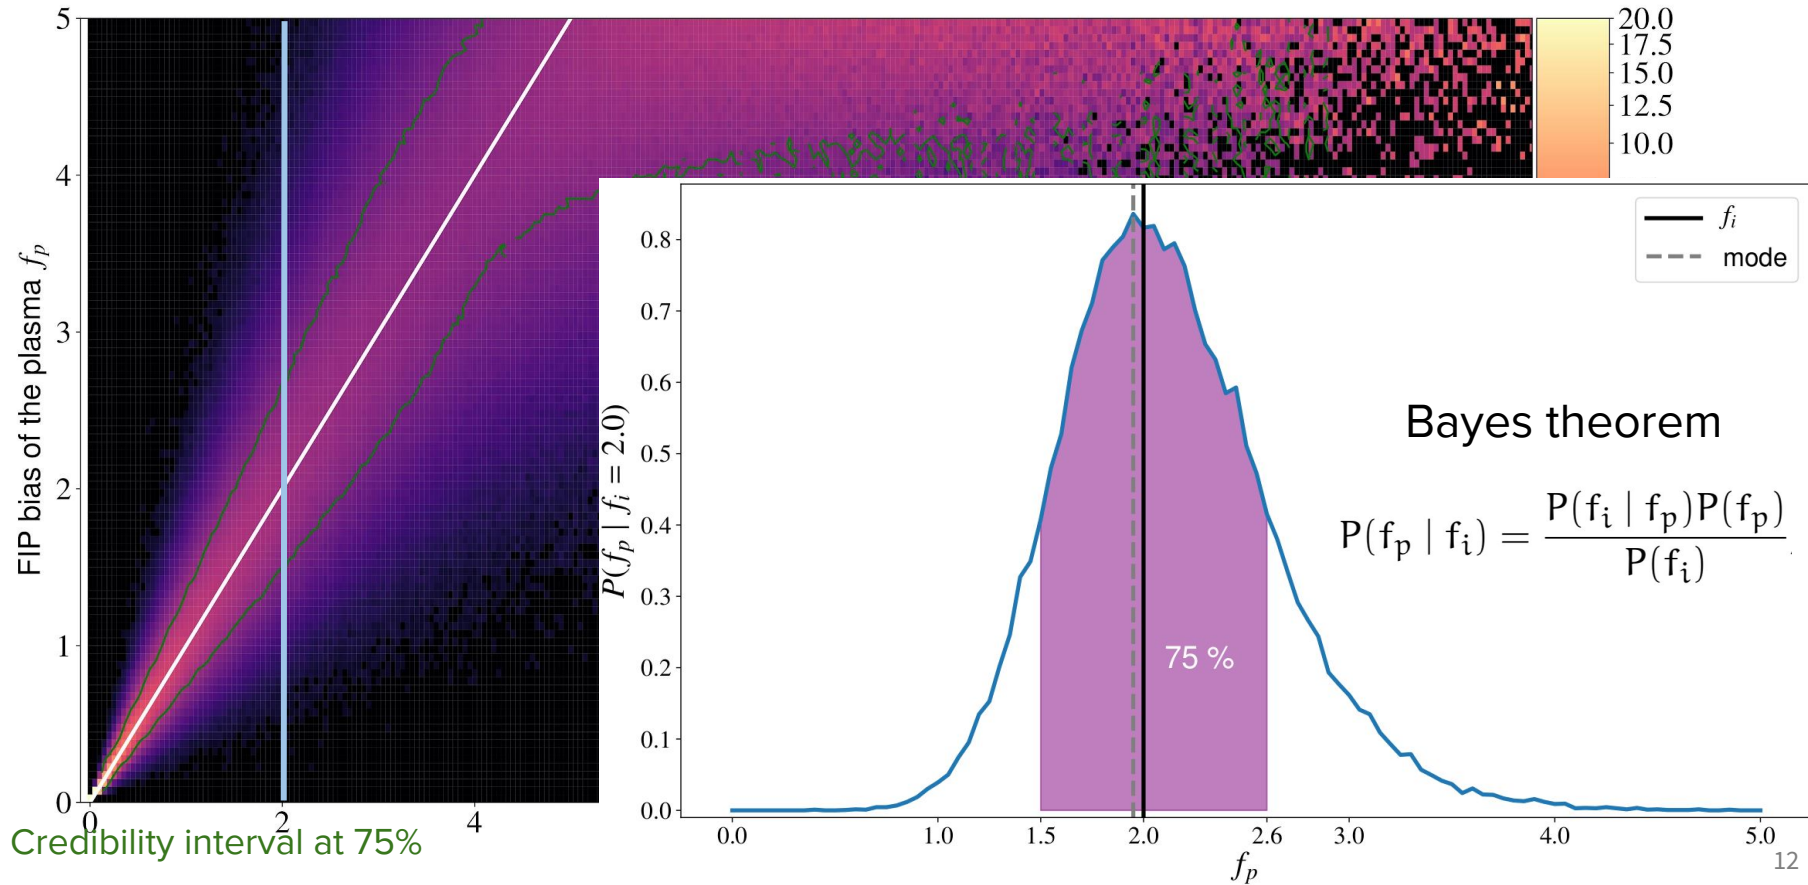 5
4
3
2
1
0
FIP bias of the plasma f_p
0
2
4
Credibility interval at 75%
20.0
17.5
15.0
12.5
10.0
f_i
mode
0.8
0.7
0.6
0.5
0.4
0.3
0.2
0.1
0.0
P(f_p | f_i = 2.0)
75 %
0.0 1.0 1.5 2.0 2.6 3.0 4.0 5.0
f_p
Bayes theorem
P(f_p | f_i) = P(f_i | f_p)P(f_p) / P(f_i)
12